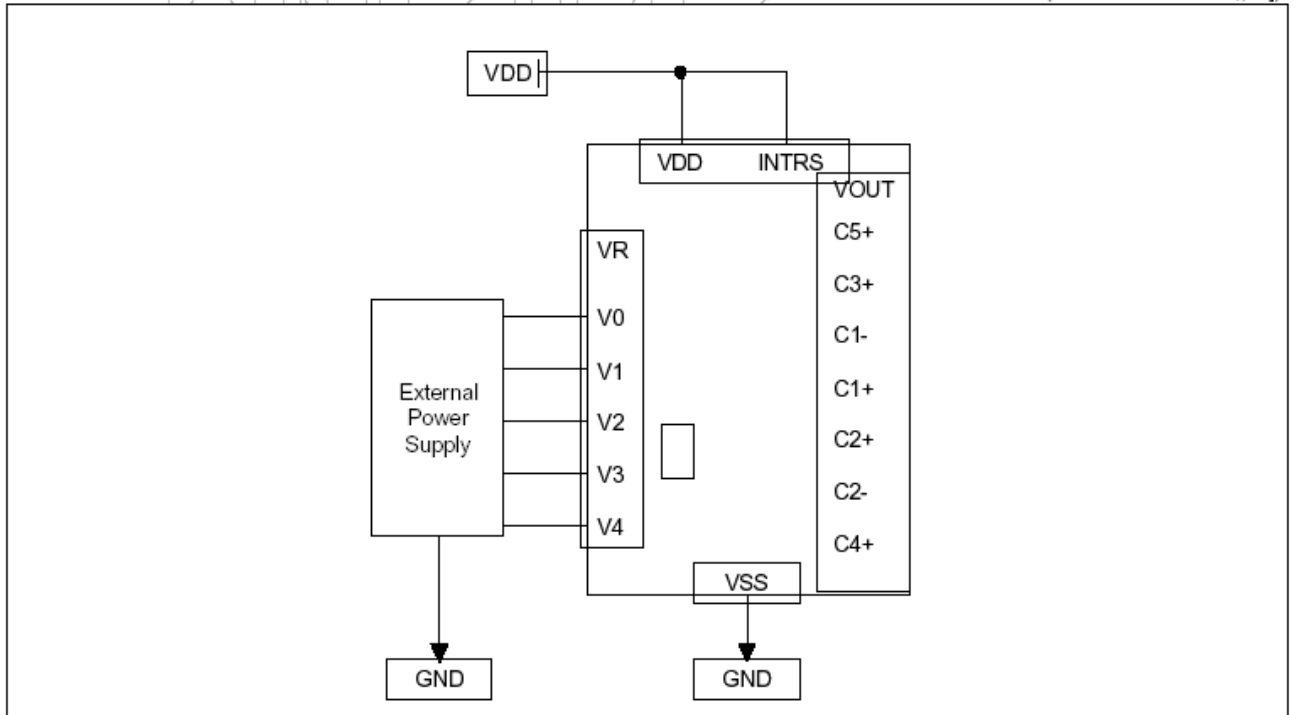 VDD
VDD INTRS
VOUT
C5+
C3+
C1-
C1+
C2+
C2-
C4+
VR
V0
V1
V2
V3
V4
External
Power
Supply
VSS
GND
GND